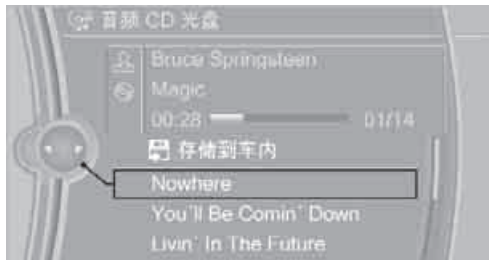 音频 CD 光盘
Bruce Springsteen
Magic
00:28 01/14
存储到车内
Nowhere
You'll Be Comin' Down
Livin' In The Future